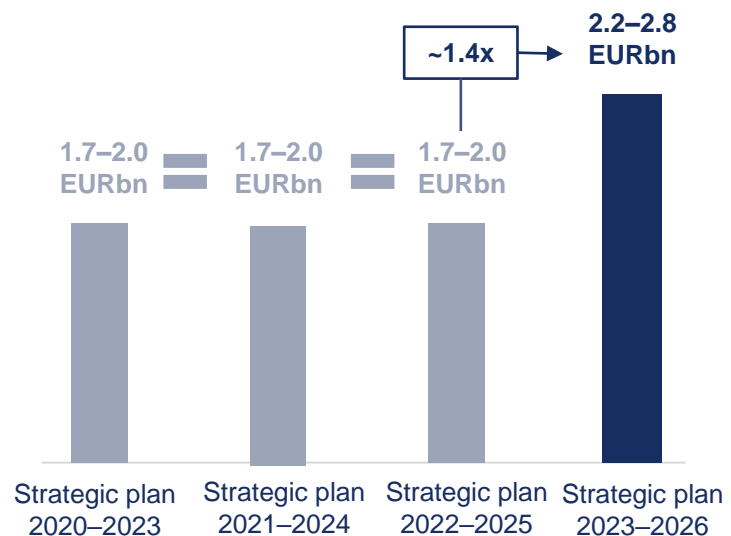 2.2–2.8
EURbn
~1.4x
1.7–2.0
EURbn
1.7–2.0
EURbn
1.7–2.0
EURbn
Strategic plan
2020–2023
Strategic plan
2021–2024
Strategic plan
2022–2025
Strategic plan
2023–2026